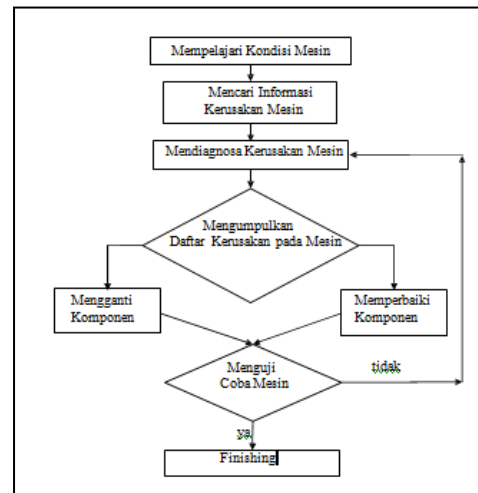 Mempelajari Kondisi Mesin
Mencari Informasi
Kerusakan Mesin
Mendiagnosa Kerusakan Mesin
Mengumpulkan
Daftar Kerusakan pada Mesin
Mengganti
Komponen
Memperbaiki
Komponen
Menguji
Coba Mesin
tidak
ya
Finishing